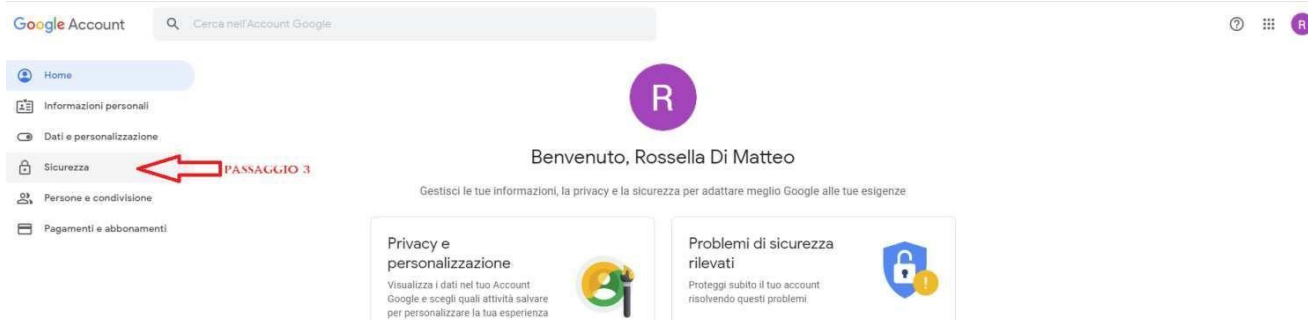 Google Account
Cerca nell'Account Google
R
Home
Informazioni personali
Dati e personalizzazione
Sicurezza
PASSAGGIO 3
Persone e condivisione
Pagamenti e abbonamenti
R
Benvenuto, Rossella Di Matteo
Gestisci le tue informazioni, la privacy e la sicurezza per adattare meglio Google alle tue esigenze
Privacy e
personalizzazione
Visualizza i dati nel tuo Account
Google e scegli quali attività salvare
per personalizzare la tua esperienza
Problemi di sicurezza
rilevati
Proteggi subito il tuo account
risolvendo questi problemi